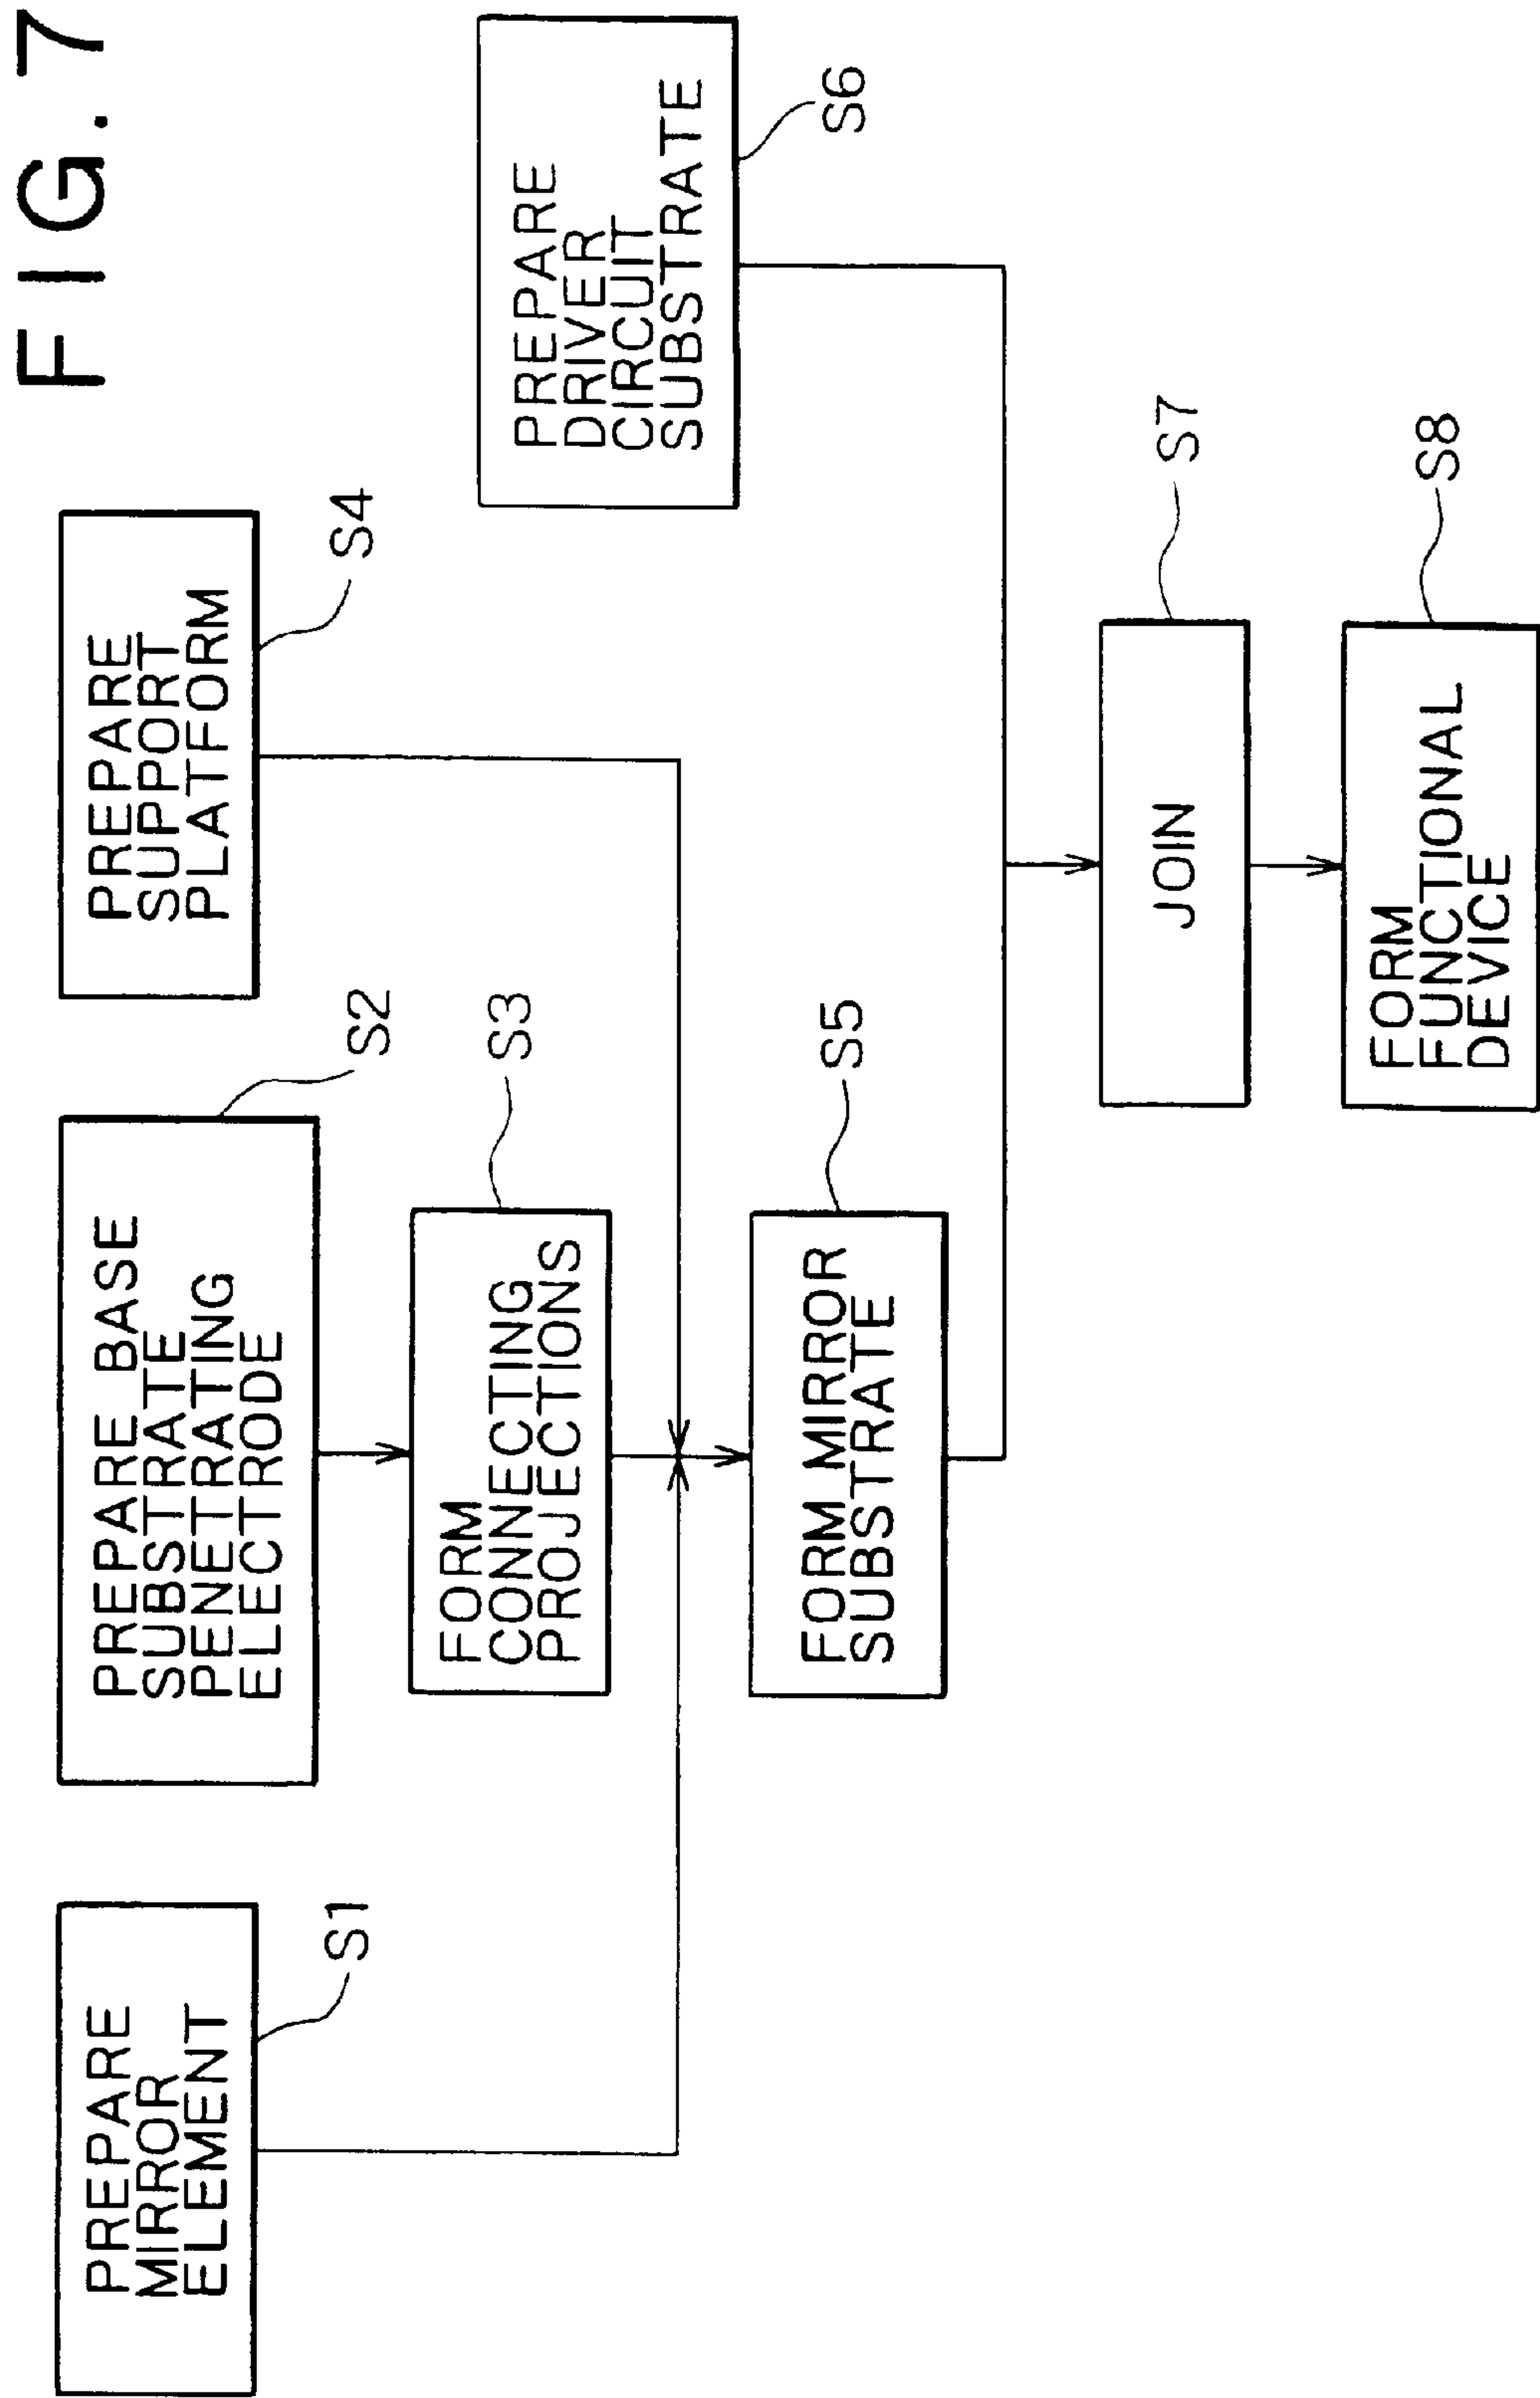 FIG. 7
PREPARE
MIRROR
ELEMENT
S1
PREPARE BASE
SUBSTRATE
PENETRATING
ELECTRODE
S2
PREPARE
SUPPORT
PLATFORM
S4
FORM
CONNECTING
PROJECTIONS
S3
PREPARE
DRIVER
CIRCUIT
SUBSTRATE
S6
FORM MIRROR
SUBSTRATE
S5
JOIN
S7
FORM
FUNCTIONAL
DEVICE
S8